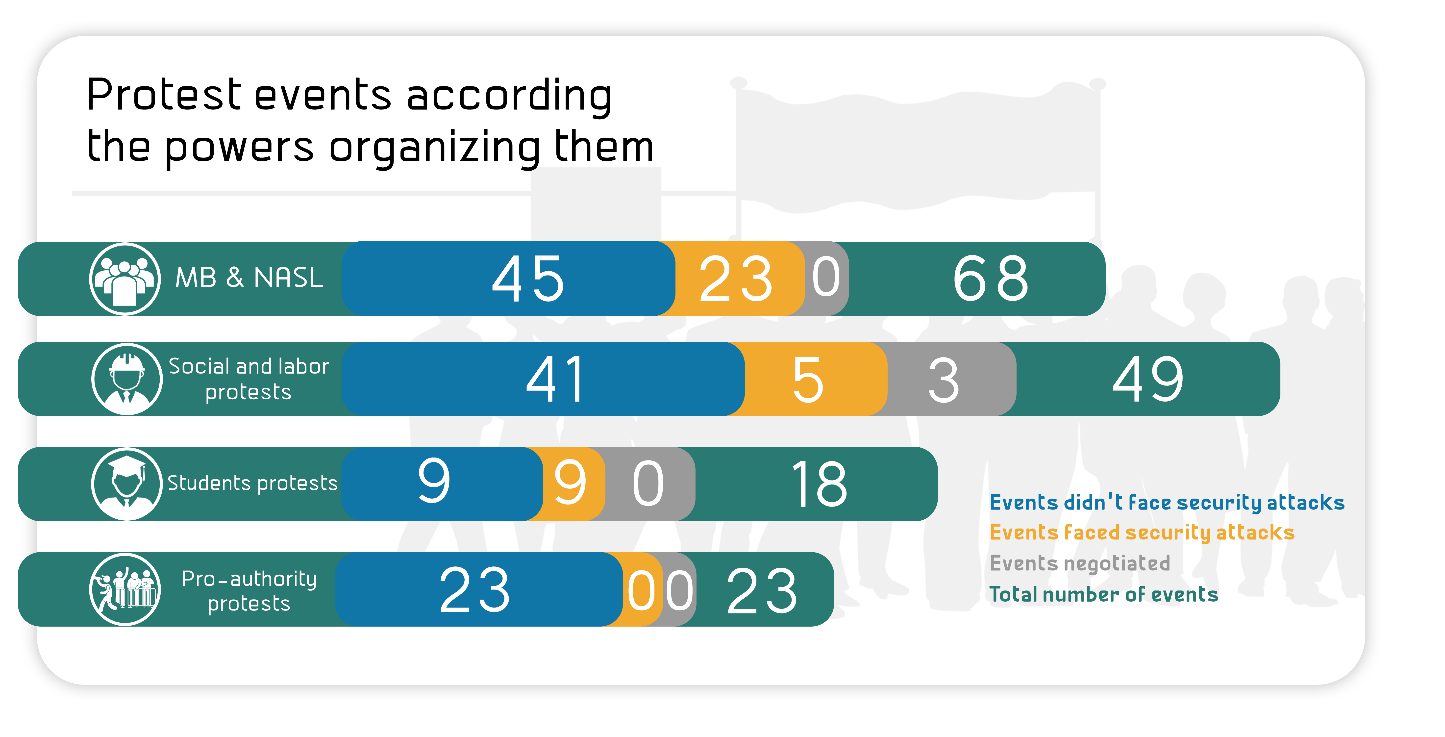 Protest events according
the powers organizing them
MB & NASL
45
23
0
68
Social and labor
protests
41
5
3
49
Students protests
9
9
0
18
Pro-authority
protests
23
0
0
23
Events didn't face security attacks
Events faced security attacks
Events negotiated
Total number of events